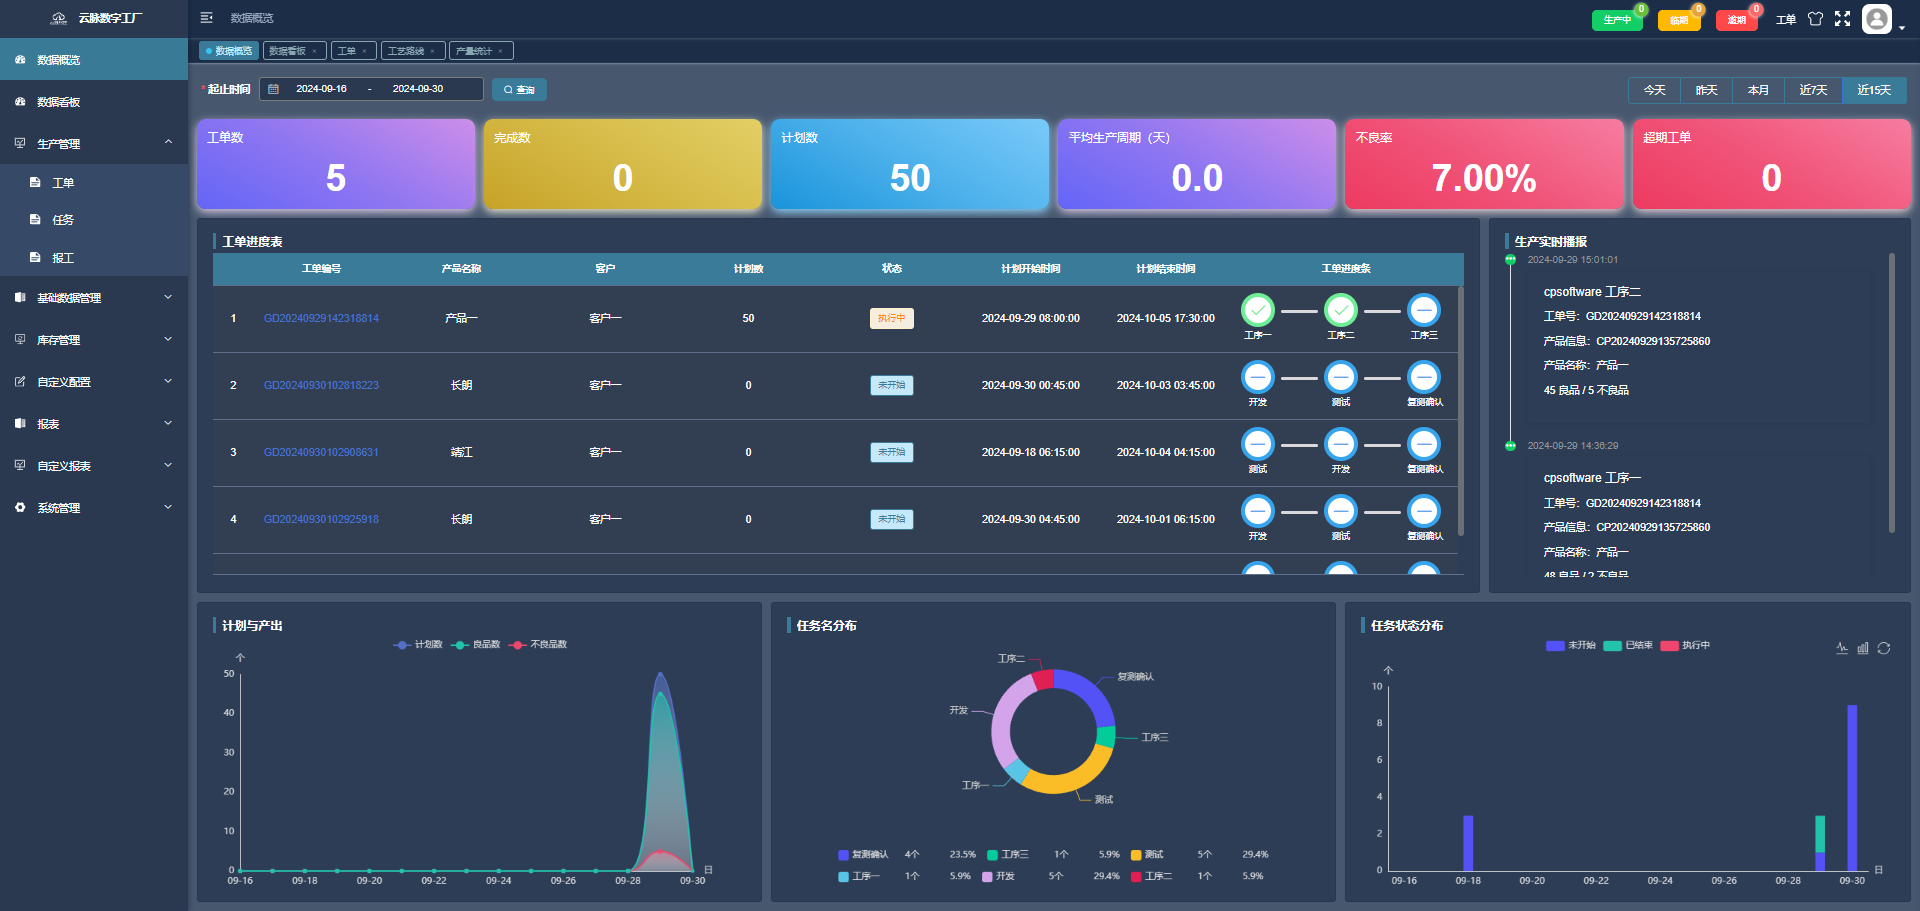 云脉数字工厂
数据概览
生产中 0
临期 0
逾期 0
工单
数据概览
数据看板 ×
工单 ×
工艺路线 ×
产量统计 ×
数据概览
数据看板
生产管理
工单
任务
报工
基础数据管理
库存管理
自定义配置
报表
自定义报表
系统管理
* 起止时间 2024-09-16 - 2024-09-30 查询
今天 昨天 本月 近7天 近15天
工单数
5
完成数
0
计划数
50
平均生产周期（天）
0.0
不良率
7.00%
超期工单
0
工单进度表
工单编号 产品名称 客户 计划数 状态 计划开始时间 计划结束时间 工单进度条
1 GD20240929142318814 产品一 客户一 50 执行中 2024-09-29 08:00:00 2024-10-05 17:30:00
工序一 工序二 工序三
2 GD20240930102818223 长朗 客户一 0 未开始 2024-09-30 00:45:00 2024-10-03 03:45:00
开发 测试 复测确认
3 GD20240930102908631 靖江 客户一 0 未开始 2024-09-18 06:15:00 2024-10-04 04:15:00
测试 开发 复测确认
4 GD20240930102925918 长朗 客户一 0 未开始 2024-09-30 04:45:00 2024-10-01 06:15:00
开发 测试 复测确认
生产实时播报
2024-09-29 15:01:01
cpsoftware 工序二
工单号：GD20240929142318814
产品信息：CP20240929135725860
产品名称：产品一
45 良品 / 5 不良品
2024-09-29 14:36:29
cpsoftware 工序一
工单号：GD20240929142318814
产品信息：CP20240929135725860
产品名称：产品一
48 良品 / 2 不良品
计划与产出
计划数 良品数 不良品数
个
50
40
30
20
10
0
日
09-16 09-18 09-20 09-22 09-24 09-26 09-28 09-30
任务名分布
工序二
复测确认
开发
工序三
工序一
测试
复测确认 4个 23.5% 工序三 1个 5.9% 测试 5个 29.4%
工序一 1个 5.9% 开发 5个 29.4% 工序二 1个 5.9%
任务状态分布
未开始 已结束 执行中
个
10
8
6
4
2
0
日
09-16 09-18 09-20 09-22 09-24 09-26 09-28 09-30